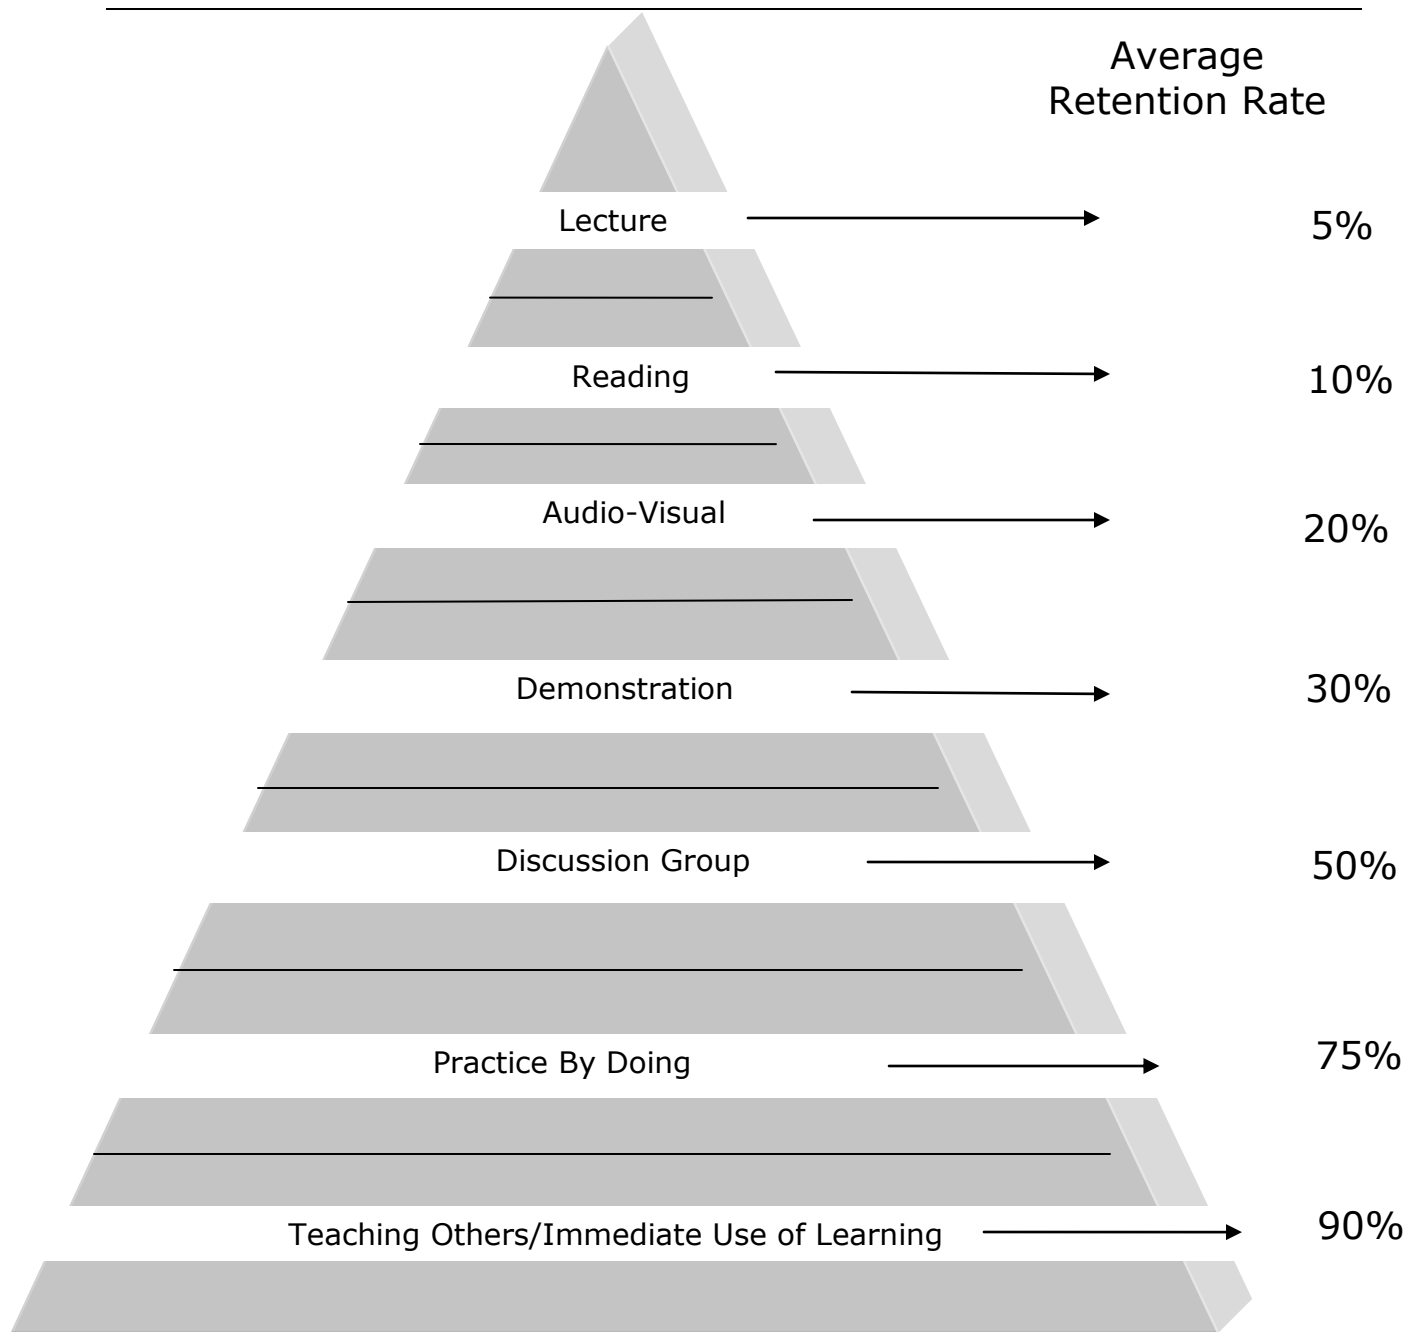 Average
Retention Rate
Lecture 5%
Reading 10%
Audio-Visual 20%
Demonstration 30%
Discussion Group 50%
Practice By Doing 75%
Teaching Others/Immediate Use of Learning 90%